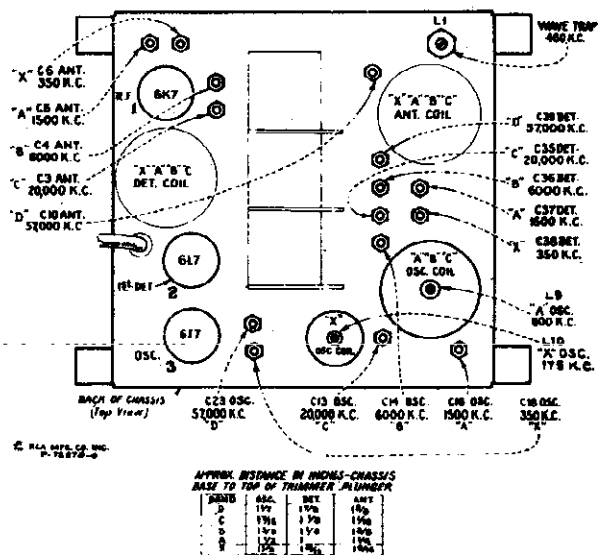 L1
WAVE TRAP
460 K.C.
"X" C6 ANT.
350 K.C.
"A" C5 ANT.
1500 K.C.
"B" C4 ANT.
6000 K.C.
"C" C3 ANT.
20,000 K.C.
"D" C10 ANT.
57,000 K.C.
R.F.
1
6K7
"X" "A" "B" "C"
DET. COIL
"X" "A" "B" "C"
ANT. COIL
"D" C39 DET.
57,000 K.C.
"C" C35 DET.
20,000 K.C.
"B" C36 DET.
6000 K.C.
"A" C37 DET.
1500 K.C.
"X" C38 DET.
350 K.C.
6L7
1ST DET.
2
6J7
OSC.
3
"A" "B" "C"
OSC. COIL
"X"
OSC. COIL
L9
"A" OSC.
600 K.C.
L10
"X" OSC.
175 K.C.
BACK OF CHASSIS
(Top View)
C23 OSC.
57,000 K.C.
"D"
C13 OSC.
20,000 K.C.
"C"
C14 OSC.
6000 K.C.
"B"
C16 OSC.
1500 K.C.
"A"
C18 OSC.
350 K.C.
"X"
RCA MFG. CO. INC.
APPROX. DISTANCE IN INCHES-CHASSIS
BASE TO TOP OF TRIMMER PLUNGER
BAND OSC. DET. ANT.
D
C
B
A
X